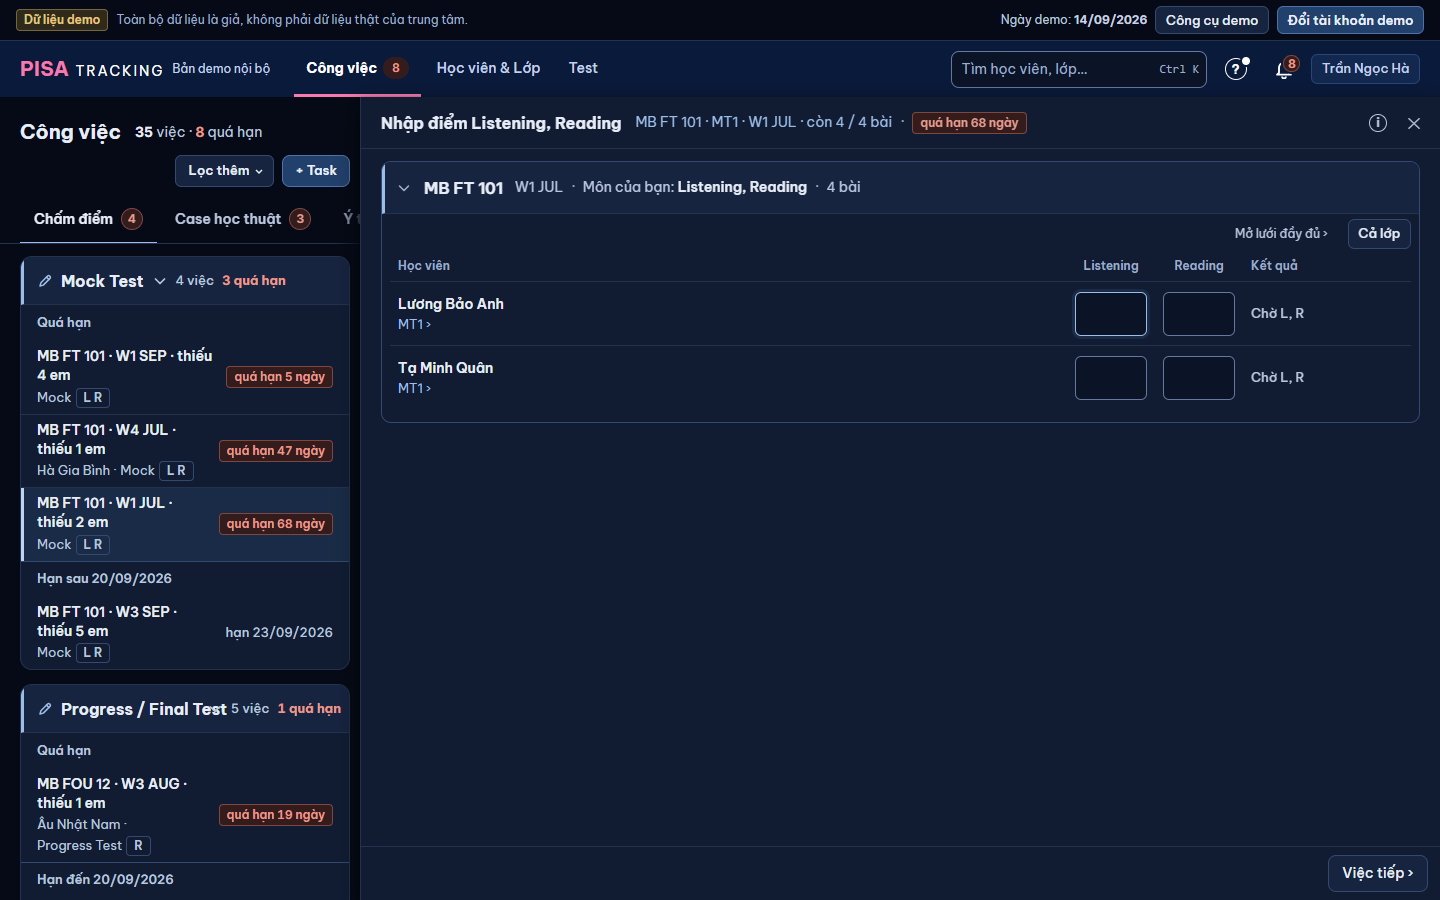 Dữ liệu demo Toàn bộ dữ liệu là giả, không phải dữ liệu thật của trung tâm.
Ngày demo: 14/09/2026 Công cụ demo Đổi tài khoản demo
PISA TRACKING Bản demo nội bộ Công việc 8 Học viên & Lớp Test
Tìm học viên, lớp... Ctrl K ? 8 Trần Ngọc Hà
Công việc 35 việc · 8 quá hạn
Lọc thêm + Task
Chấm điểm 4 Case học thuật 3 Ý
Mock Test 4 việc 3 quá hạn
Quá hạn
MB FT 101 · W1 SEP · thiếu
4 em
quá hạn 5 ngày
Mock L R
MB FT 101 · W4 JUL ·
thiếu 1 em
quá hạn 47 ngày
Hà Gia Bình · Mock L R
MB FT 101 · W1 JUL ·
thiếu 2 em
quá hạn 68 ngày
Mock L R
Hạn sau 20/09/2026
MB FT 101 · W3 SEP ·
thiếu 5 em
hạn 23/09/2026
Mock L R
Progress / Final Test 5 việc 1 quá hạn
Quá hạn
MB FOU 12 · W3 AUG ·
thiếu 1 em
quá hạn 19 ngày
Âu Nhật Nam ·
Progress Test R
Hạn đến 20/09/2026
Nhập điểm Listening, Reading MB FT 101 · MT1 · W1 JUL · còn 4 / 4 bài · quá hạn 68 ngày
MB FT 101 W1 JUL · Môn của bạn: Listening, Reading · 4 bài
Mở lưới đầy đủ › Cả lớp
Học viên Listening Reading Kết quả
Lương Bảo Anh
MT1 ›
Chờ L, R
Tạ Minh Quân
MT1 ›
Chờ L, R
Việc tiếp ›